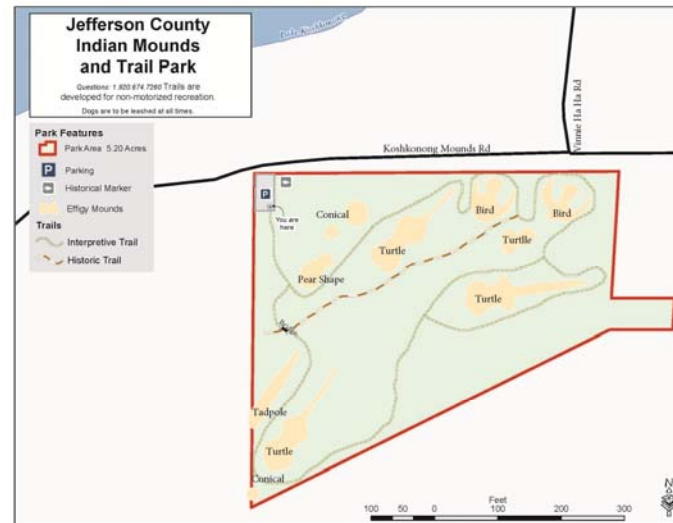 Jefferson County
Indian Mounds
and Trail Park
Questions: 1.920.674.7260 Trails are
developed for non-motorized recreation.
Dogs are to be leashed at all times.
Lake Koshkonong
Vinnie Ha Ha Rd
Koshkonong Mounds Rd
Park Features
Park Area 5.20 Acres
P Parking
Historical Marker
Effigy Mounds
Trails
Interpretive Trail
Historic Trail
P
You are
here
Conical
Bird
Bird
Turtle
Turtlle
Pear Shape
Turtle
Tadpole
Turtle
Conical
Feet
100 50 0 100 200 300